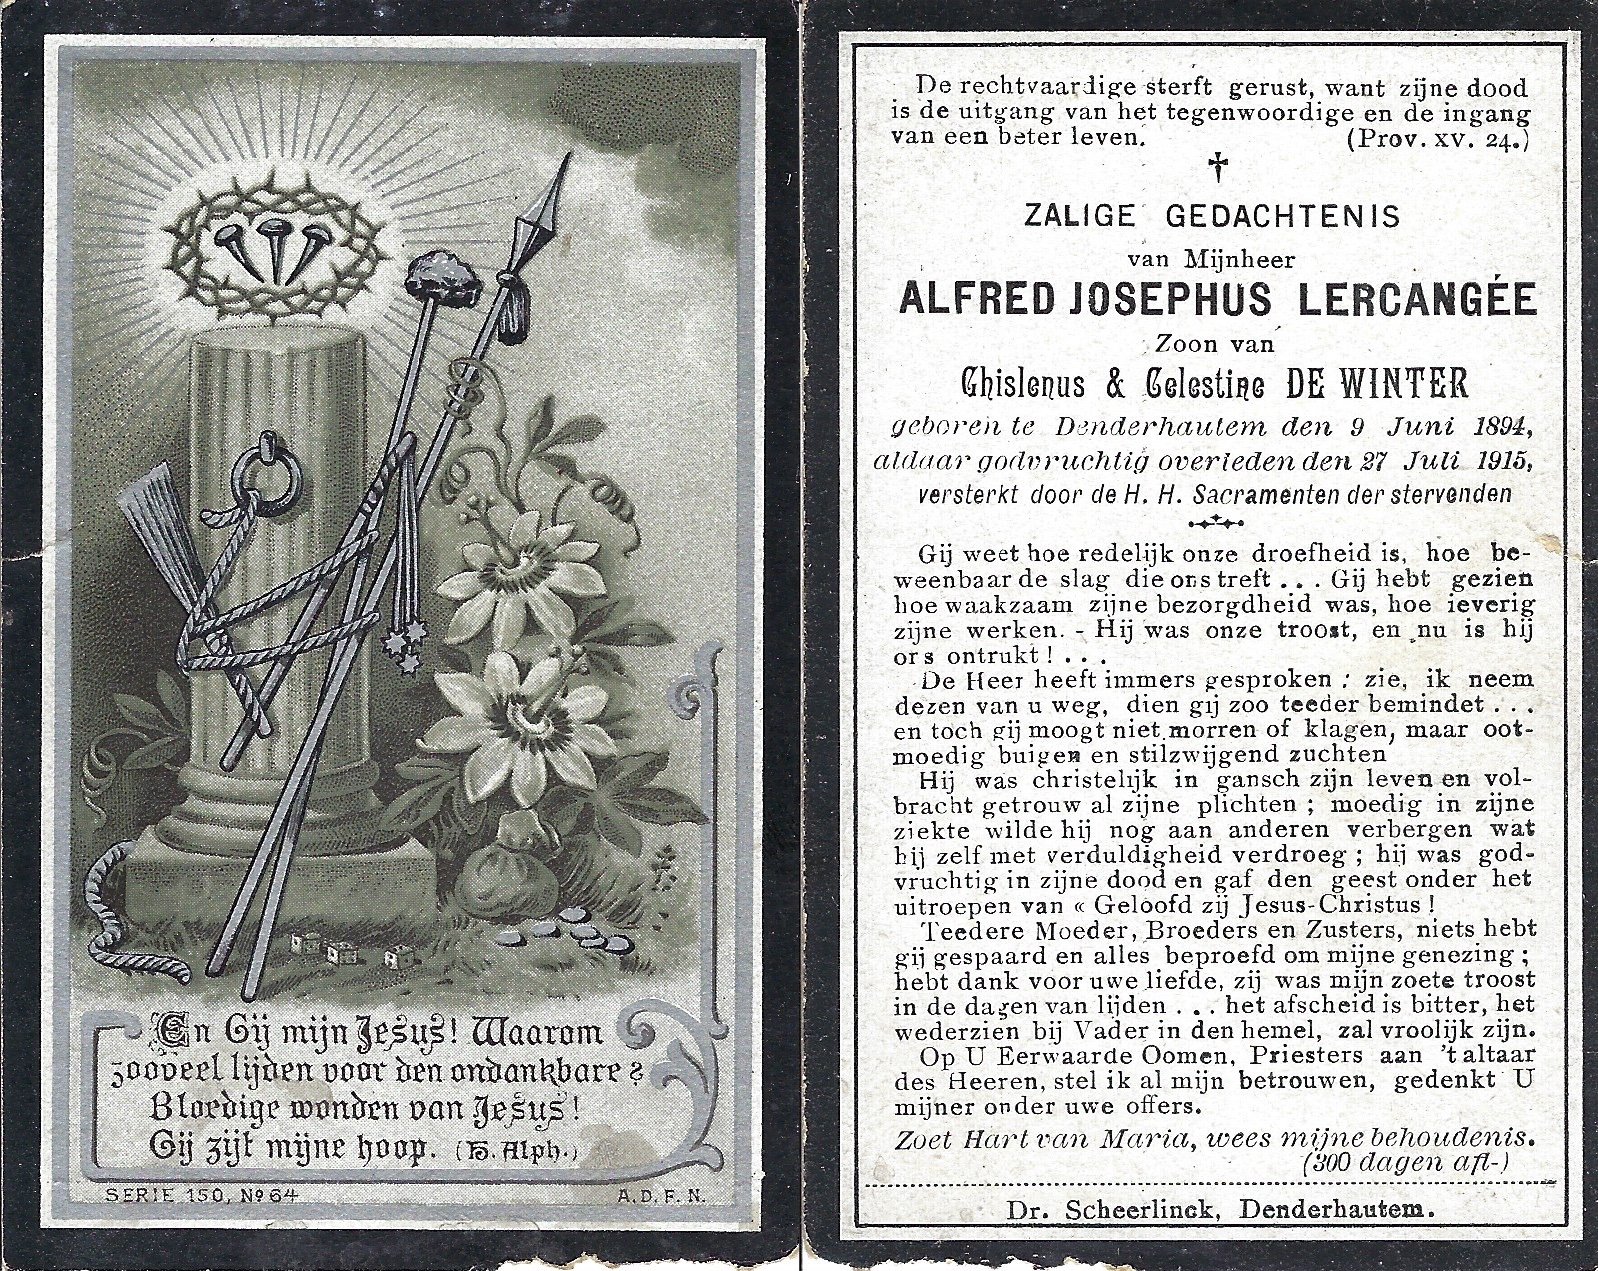 En Gij mijn Jesus! Waarom
zooveel lijden voor den ondankbare?
Bloedige wonden van Jesus!
Gij zijt mijne hoop. (H. Alph.)
SERIE 150, No 64
A. D. F. N.
De rechtvaardige sterft gerust, want zijne dood
is de uitgang van het tegenwoordige en de ingang
van een beter leven. (Prov. XV. 24.)
ZALIGE GEDACHTENIS
van Mijnheer
ALFRED JOSEPHUS LERCANGÉE
Zoon van
Ghislenus & Celestine DE WINTER
geboren te Denderhautem den 9 Juni 1894,
aldaar godvruchtig overleden den 27 Juli 1915,
versterkt door de H. H. Sacramenten der stervenden
Gij weet hoe redelijk onze droefheid is, hoe be-
weenbaar de slag die ons treft . . . Gij hebt gezien
hoe waakzaam zijne bezorgdheid was, hoe ieverig
zijne werken. - Hij was onze troost, en nu is hij
ors ontrukt ! . . .
De Heer heeft immers gesproken : zie, ik neem
dezen van u weg, dien gij zoo teeder bemindet . . .
en toch gij moogt niet morren of klagen, maar oot-
moedig buigen en stilzwijgend zuchten
Hij was christelijk in gansch zijn leven en vol-
bracht getrouw al zijne plichten ; moedig in zijne
ziekte wilde hij nog aan anderen verbergen wat
hij zelf met verduldigheid verdroeg ; hij was god-
vruchtig in zijne dood en gaf den geest onder het
uitroepen van « Geloofd zij Jesus-Christus !
Teedere Moeder, Broeders en Zusters, niets hebt
gij gespaard en alles beproefd om mijne genezing ;
hebt dank voor uwe liefde, zij was mijn zoete troost
in de dagen van lijden . . . het afscheid is bitter, het
wederzien bij Vader in den hemel, zal vroolijk zijn.
Op U Eerwaarde Oomen, Priesters aan 't altaar
des Heeren, stel ik al mijn betrouwen, gedenkt U
mijner onder uwe offers.
Zoet Hart van Maria, wees mijne behoudenis.
(300 dagen afl-)
Dr. Scheerlinck, Denderhautem.